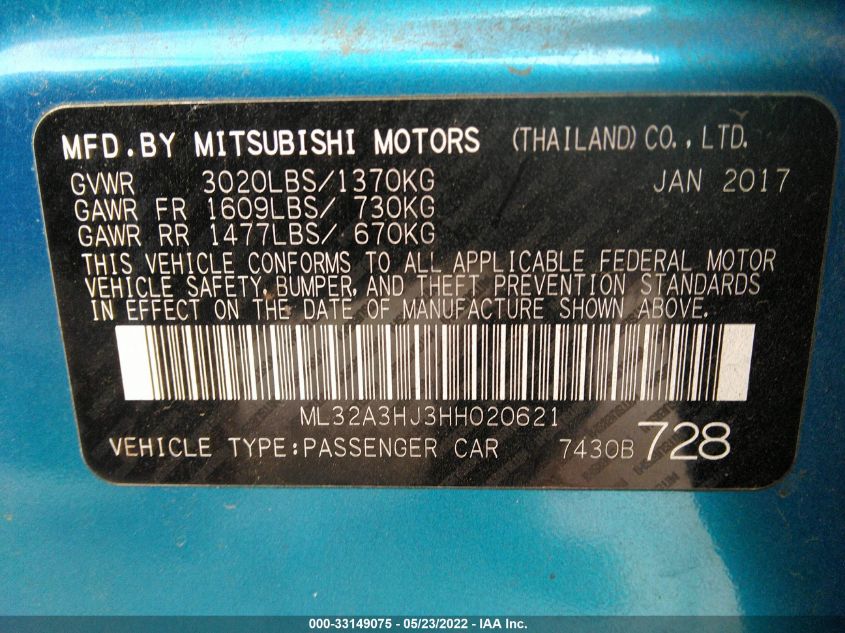 MFD.BY MITSUBISHI MOTORS (THAILAND) CO., LTD.
GVWR 3020LBS/1370KG JAN 2017
GAWR FR 1609LBS/ 730KG
GAWR RR 1477LBS/ 670KG
THIS VEHICLE CONFORMS TO ALL APPLICABLE FEDERAL MOTOR
VEHICLE SAFETY, BUMPER, AND THEFT PREVENTION STANDARDS
IN EFFECT ON THE DATE OF MANUFACTURE SHOWN ABOVE.
ML32A3HJ3HH020621
VEHICLE TYPE:PASSENGER CAR 7430B 728
000-33149075 - 05/23/2022 - IAA Inc.